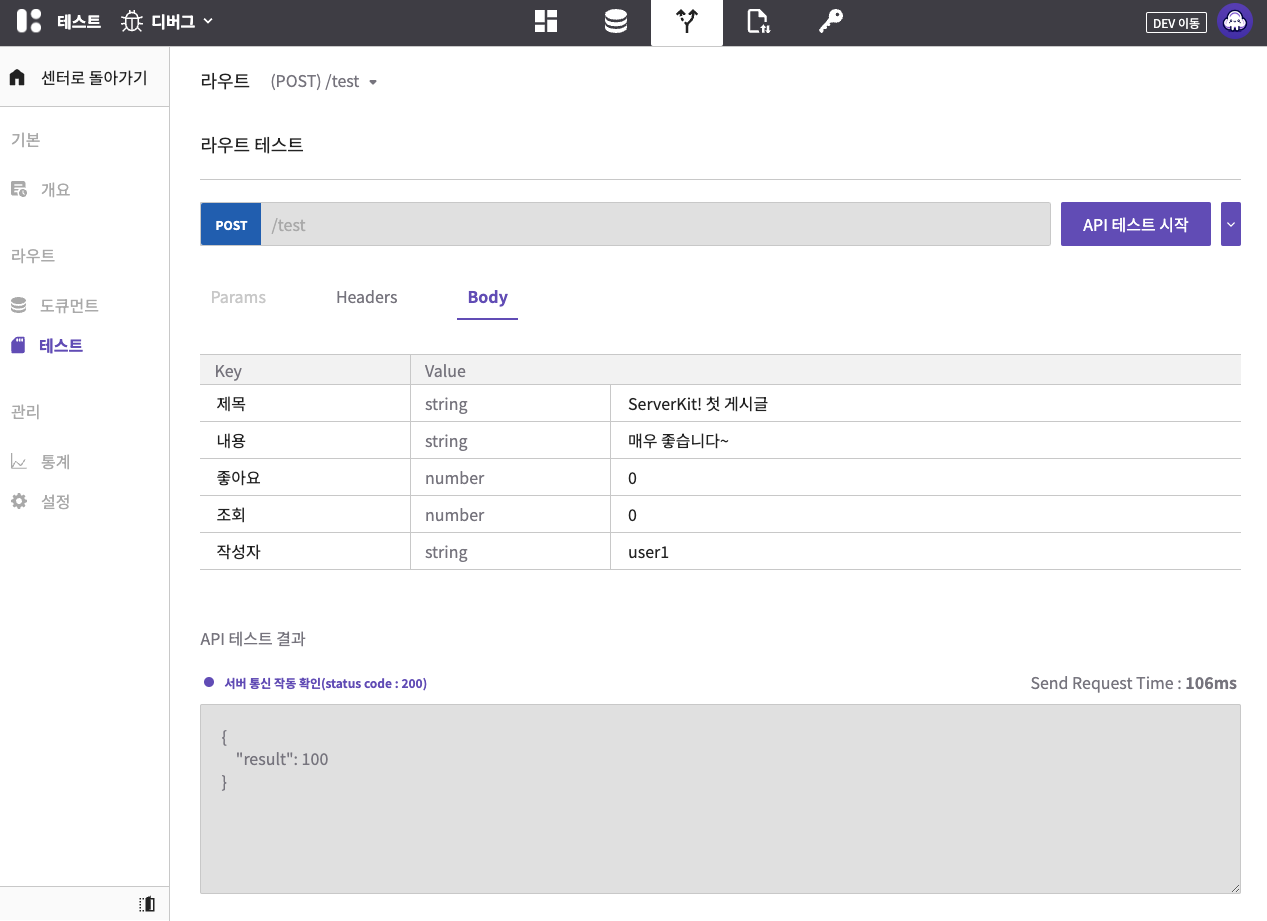 테스트 디버그 DEV 이동
센터로 돌아가기
기본
개요
라우트
도큐먼트
테스트
관리
통계
설정
라우트 (POST) /test
라우트 테스트
POST /test API 테스트 시작
Params Headers Body
Key Value
제목 string ServerKit! 첫 게시글
내용 string 매우 좋습니다~
좋아요 number 0
조회 number 0
작성자 string user1
API 테스트 결과
서버 통신 작동 확인(status code : 200) Send Request Time : 106ms
{
"result": 100
}